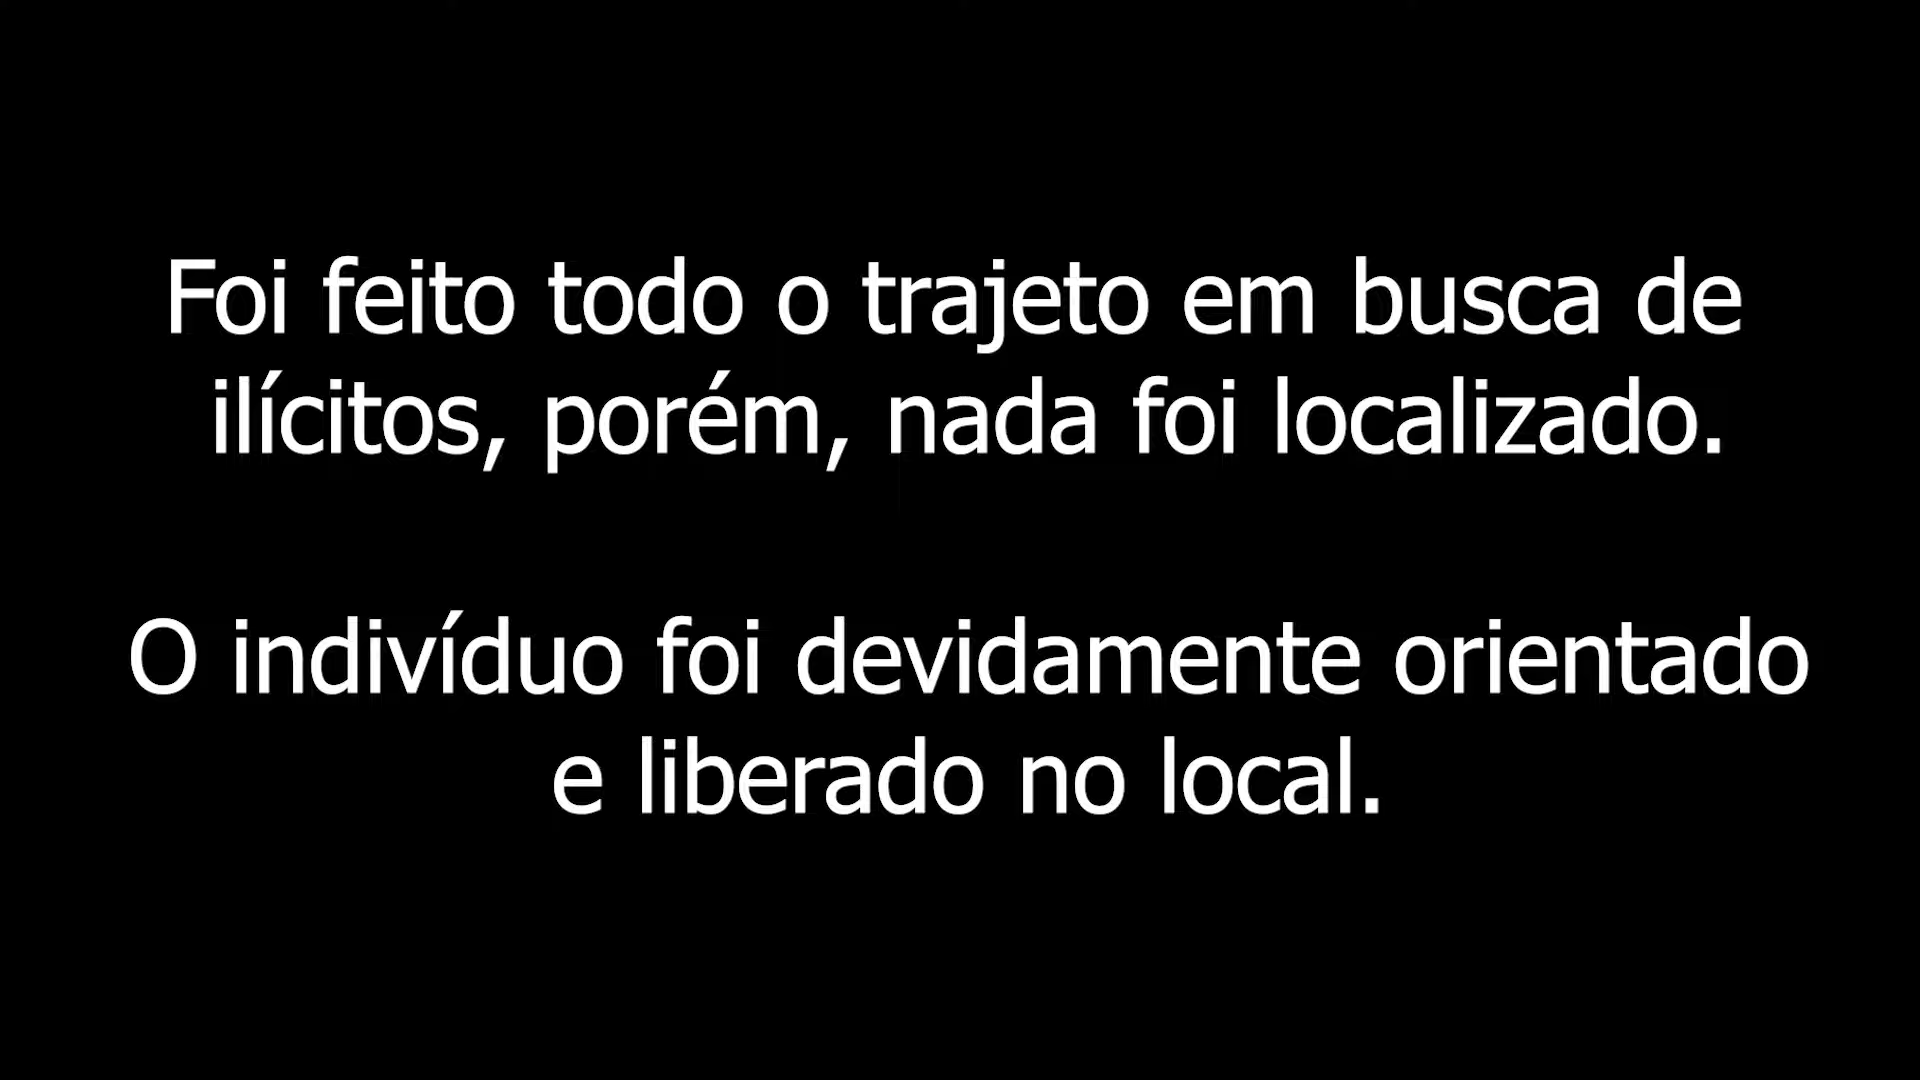 Foi feito todo o trajeto em busca de
ilícitos, porém, nada foi localizado.
O indivíduo foi devidamente orientado
e liberado no local.